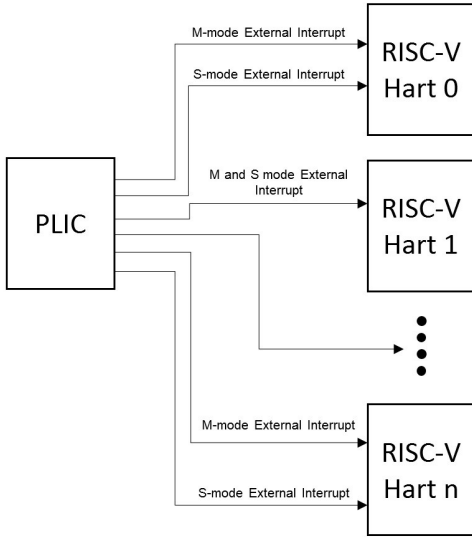 M-mode External Interrupt
S-mode External Interrupt
RISC-V
Hart 0
PLIC
M and S mode External
Interrupt
RISC-V
Hart 1
M-mode External Interrupt
S-mode External Interrupt
RISC-V
Hart n